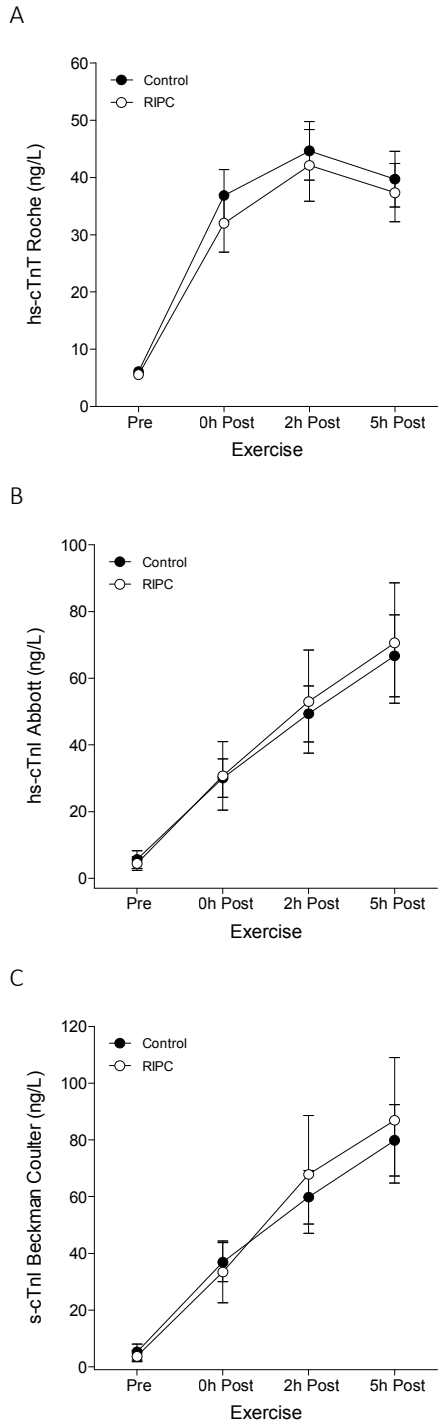 A
hs-cTnT Roche (ng/L)
60
50
40
30
20
10
0
Control
RIPC
Pre 0h Post 2h Post 5h Post
Exercise
B
hs-cTnI Abbott (ng/L)
100
80
60
40
20
0
Control
RIPC
Pre 0h Post 2h Post 5h Post
Exercise
C
s-cTnI Beckman Coulter (ng/L)
120
100
80
60
40
20
0
Control
RIPC
Pre 0h Post 2h Post 5h Post
Exercise